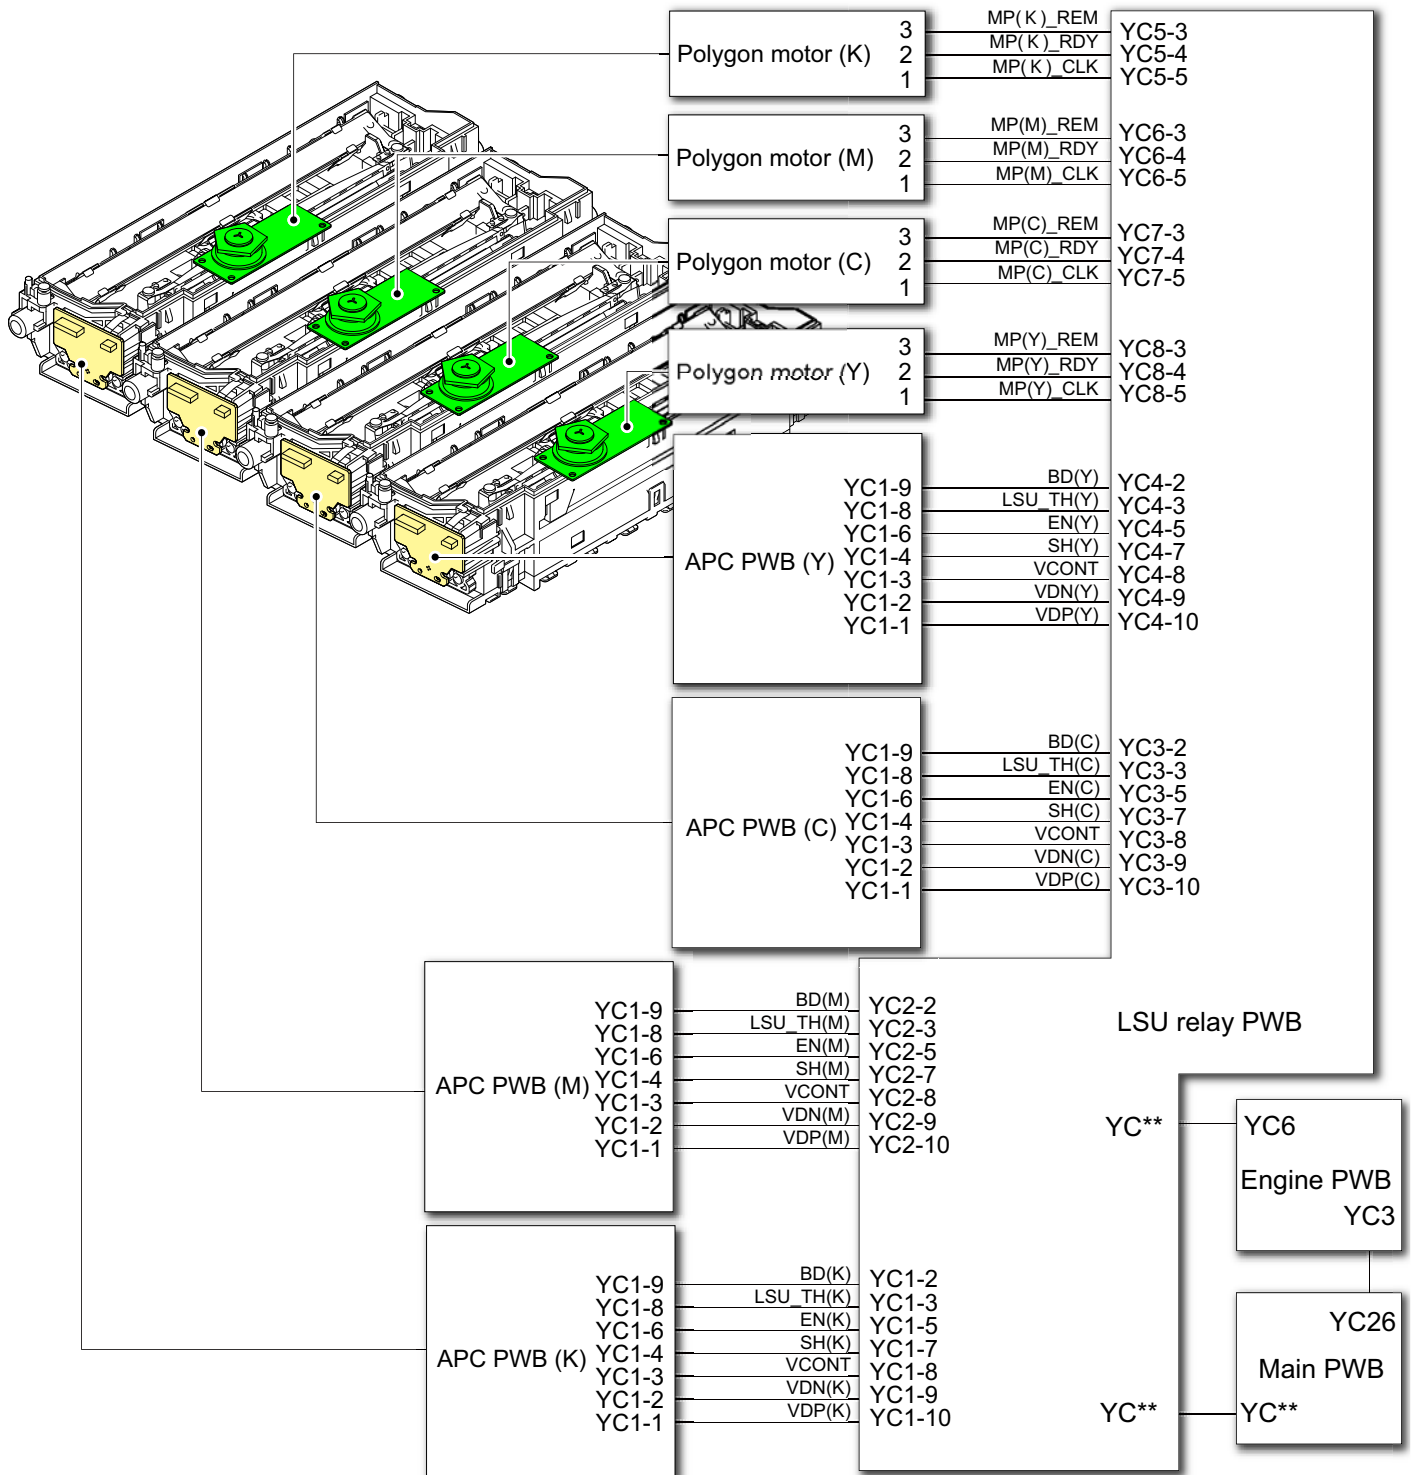 Polygon motor (K)
3 MP(K)_REM YC5-3
2 MP(K)_RDY YC5-4
1 MP(K)_CLK YC5-5
Polygon motor (M)
3 MP(M)_REM YC6-3
2 MP(M)_RDY YC6-4
1 MP(M)_CLK YC6-5
Polygon motor (C)
3 MP(C)_REM YC7-3
2 MP(C)_RDY YC7-4
1 MP(C)_CLK YC7-5
Polygon motor (Y)
3 MP(Y)_REM YC8-3
2 MP(Y)_RDY YC8-4
1 MP(Y)_CLK YC8-5
APC PWB (Y)
YC1-9 BD(Y) YC4-2
YC1-8 LSU_TH(Y) YC4-3
YC1-6 EN(Y) YC4-5
YC1-4 SH(Y) YC4-7
YC1-3 VCONT YC4-8
YC1-2 VDN(Y) YC4-9
YC1-1 VDP(Y) YC4-10
APC PWB (C)
YC1-9 BD(C) YC3-2
YC1-8 LSU_TH(C) YC3-3
YC1-6 EN(C) YC3-5
YC1-4 SH(C) YC3-7
YC1-3 VCONT YC3-8
YC1-2 VDN(C) YC3-9
YC1-1 VDP(C) YC3-10
APC PWB (M)
YC1-9 BD(M) YC2-2
YC1-8 LSU_TH(M) YC2-3
YC1-6 EN(M) YC2-5
YC1-4 SH(M) YC2-7
YC1-3 VCONT YC2-8
YC1-2 VDN(M) YC2-9
YC1-1 VDP(M) YC2-10
LSU relay PWB
YC** YC6
Engine PWB
YC3
APC PWB (K)
YC1-9 BD(K) YC1-2
YC1-8 LSU_TH(K) YC1-3
YC1-6 EN(K) YC1-5
YC1-4 SH(K) YC1-7
YC1-3 VCONT YC1-8
YC1-2 VDN(K) YC1-9
YC1-1 VDP(K) YC1-10
YC26
Main PWB
YC** YC**